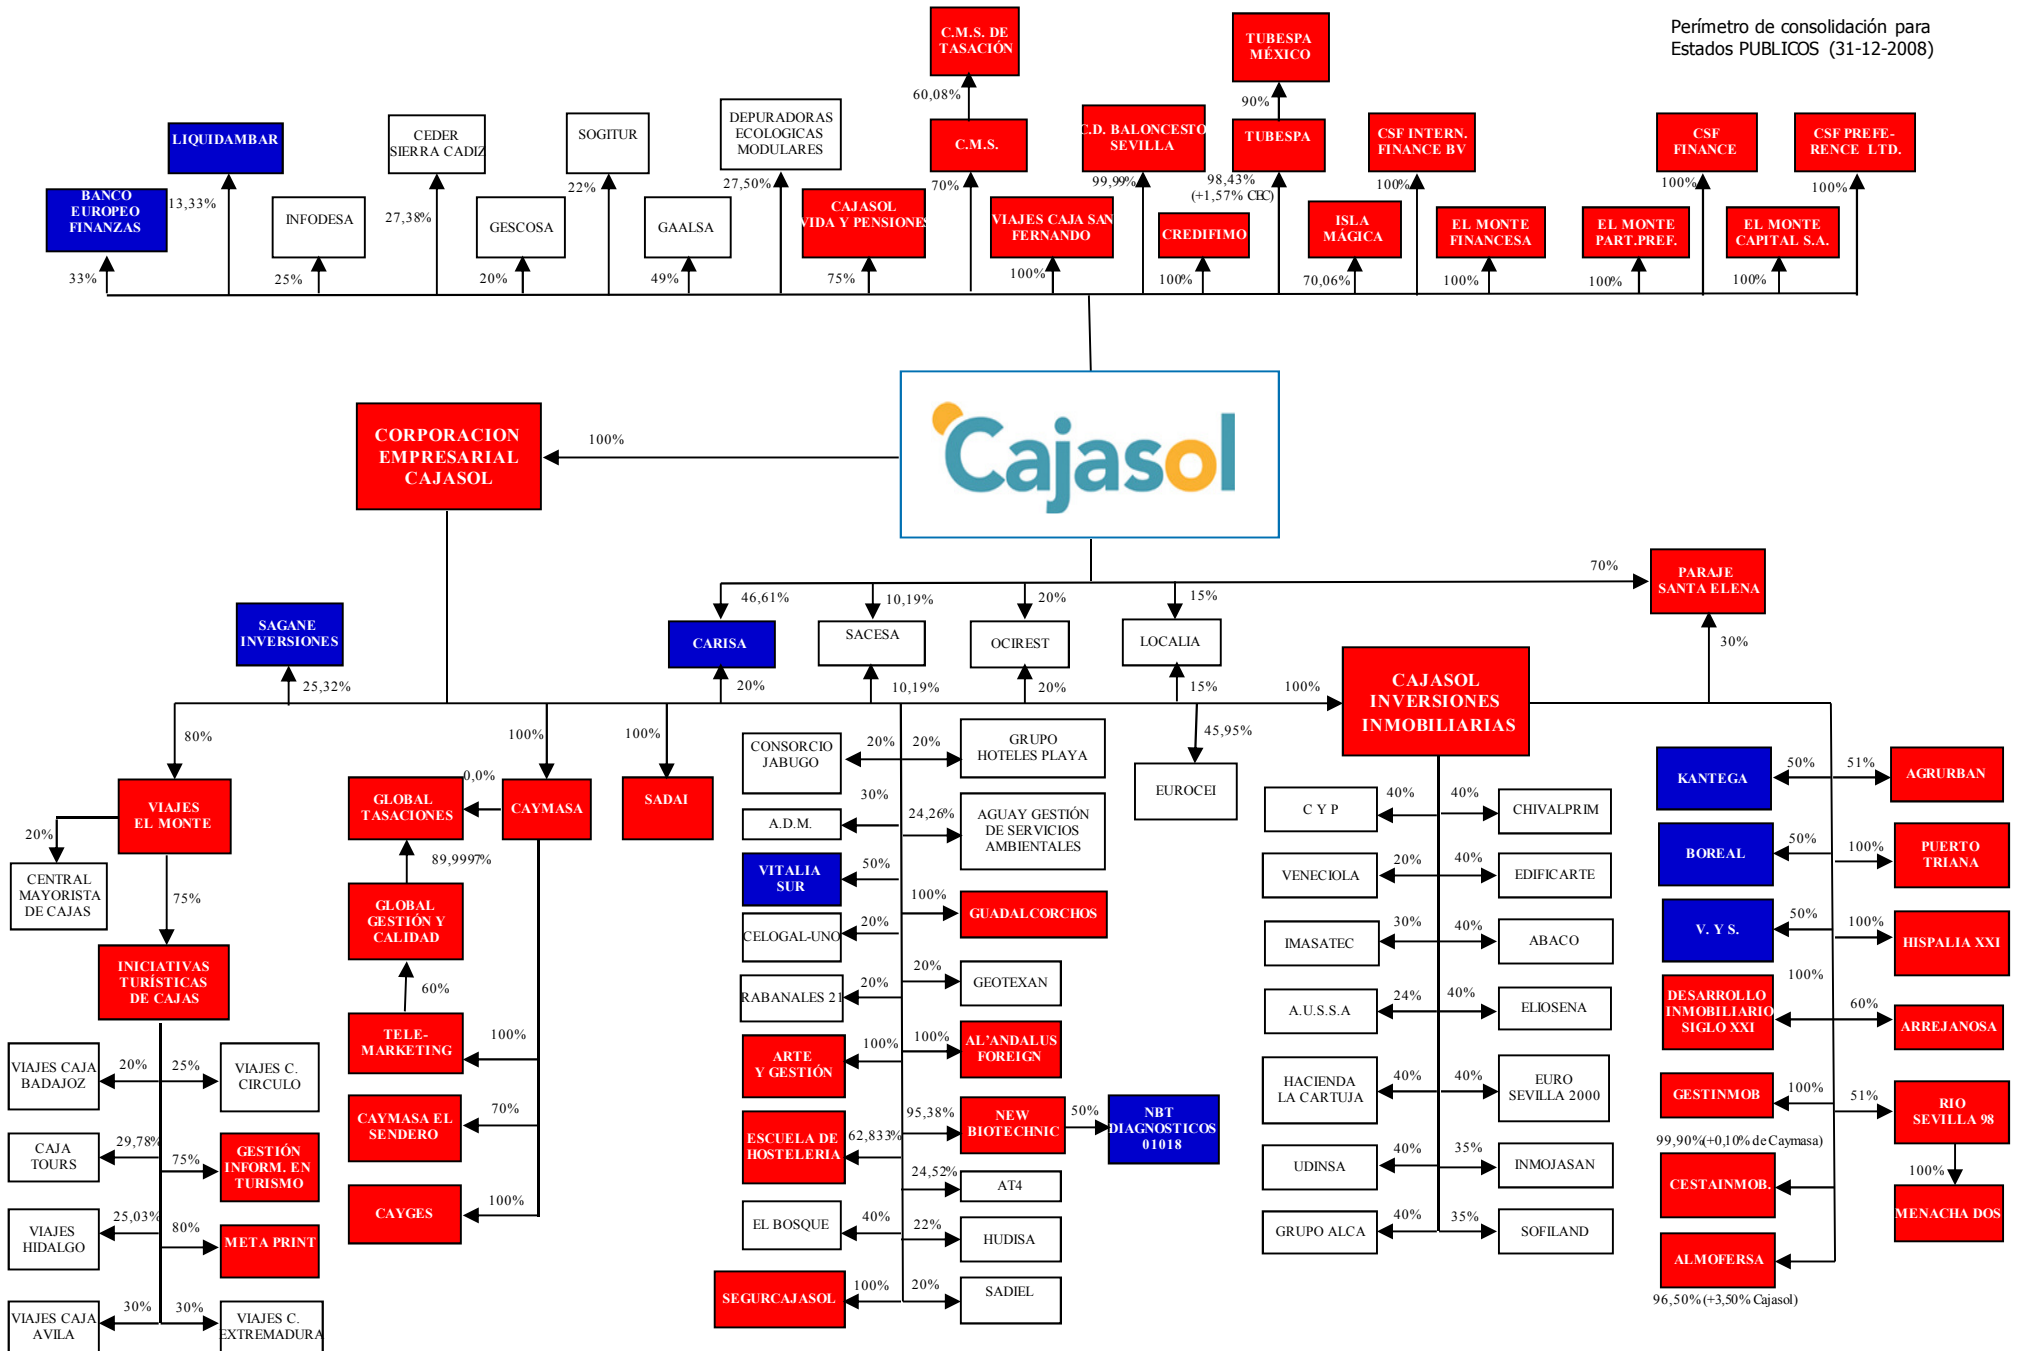 Perímetro de consolidación para
Estados PUBLICOS (31-12-2008)
C.M.S. DE
TASACIÓN
TUBESPA
MÉXICO
60,08%
90%
LIQUIDAMBAR
CEDER
SIERRA CADIZ
SOGITUR
DEPURADORAS
ECOLOGICAS
MODULARES
C.M.S.
C.D. BALONCESTO
SEVILLA
TUBESPA
CSF INTERN.
FINANCE BV
CSF
FINANCE
CSF PREFE-
RENCE LTD.
13,33%
27,38%
22%
27,50%
70%
99,99%
98,43%
(+1,57% CEC)
100%
100%
100%
BANCO
EUROPEO
FINANZAS
INFODESA
GESCOSA
GAALSA
CAJASOL
VIDA Y PENSIONES
VIAJES CAJA SAN
FERNANDO
CREDIFIMO
ISLA
MÁGICA
EL MONTE
FINANCESA
EL MONTE
PART.PREF.
EL MONTE
CAPITAL S.A.
33%
25%
20%
49%
75%
100%
100%
70,06%
100%
100%
100%
CORPORACION
EMPRESARIAL
CAJASOL
100%
Cajasol
SAGANE
INVERSIONES
25,32%
46,61%
10,19%
20%
15%
70%
PARAJE
SANTA ELENA
30%
CARISA
SACESA
OCIREST
LOCALIA
20%
10,19%
20%
15%
100%
CAJASOL
INVERSIONES
INMOBILIARIAS
45,95%
EUROCEI
80%
100%
100%
VIAJES
EL MONTE
20%
CENTRAL
MAYORISTA
DE CAJAS
75%
INICIATIVAS
TURÍSTICAS
DE CAJAS
VIAJES CAJA
BADAJOZ
20%
25%
VIAJES C.
CIRCULO
CAJA
TOURS
29,78%
75%
GESTIÓN
INFORM. EN
TURISMO
VIAJES
HIDALGO
25,03%
80%
META PRINT
VIAJES CAJA
AVILA
30%
30%
VIAJES C.
EXTREMADURA
GLOBAL
TASACIONES
0,0%
CAYMASA
SADAI
89,9997%
GLOBAL
GESTIÓN Y
CALIDAD
60%
TELE-
MARKETING
100%
CAYMASA EL
SENDERO
70%
CAYGES
100%
CONSORCIO
JABUGO
20%
20%
GRUPO
HOTELES PLAYA
A.D.M.
30%
24,26%
AGUAY GESTIÓN
DE SERVICIOS
AMBIENTALES
VITALIA
SUR
50%
100%
GUADALCORCHOS
CELOGAL-UNO
20%
20%
GEOTEXAN
RABANALES 21
20%
ARTE
Y GESTIÓN
100%
100%
AL'ANDALUS
FOREIGN
ESCUELA DE
HOSTELERIA
62,833%
95,38%
NEW
BIOTECHNIC
50%
NBT
DIAGNOSTICOS
01018
24,52%
AT4
EL BOSQUE
40%
22%
HUDISA
SEGURCAJASOL
100%
20%
SADIEL
C Y P
40%
40%
CHIVALPRIM
VENECIOLA
20%
40%
EDIFICARTE
IMASATEC
30%
40%
ABACO
A.U.S.S.A
24%
40%
ELIOSENA
HACIENDA
LA CARTUJA
40%
40%
EURO
SEVILLA 2000
UDINSA
40%
35%
INMOJASAN
GRUPO ALCA
40%
35%
SOFILAND
KANTEGA
50%
51%
AGRURBAN
BOREAL
50%
100%
PUERTO
TRIANA
V. Y S.
50%
100%
HISPALIA XXI
DESARROLLO
INMOBILIARIO
SIGLO XXI
100%
60%
ARREJANOSA
GESTINMOB
100%
51%
RIO
SEVILLA 98
99,90%(+0,10% de Caymasa)
CESTAINMOB.
100%
MENACHA DOS
ALMOFERSA
96,50%(+3,50% Cajasol)